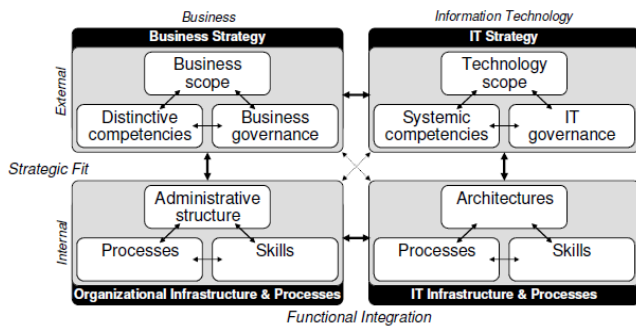 Business
Information Technology
Business Strategy
IT Strategy
External
Business
scope
Distinctive
competencies
Business
governance
Technology
scope
Systemic
competencies
IT
governance
Strategic Fit
Internal
Administrative
structure
Processes
Skills
Architectures
Processes
Skills
Organizational Infrastructure & Processes
IT Infrastructure & Processes
Functional Integration